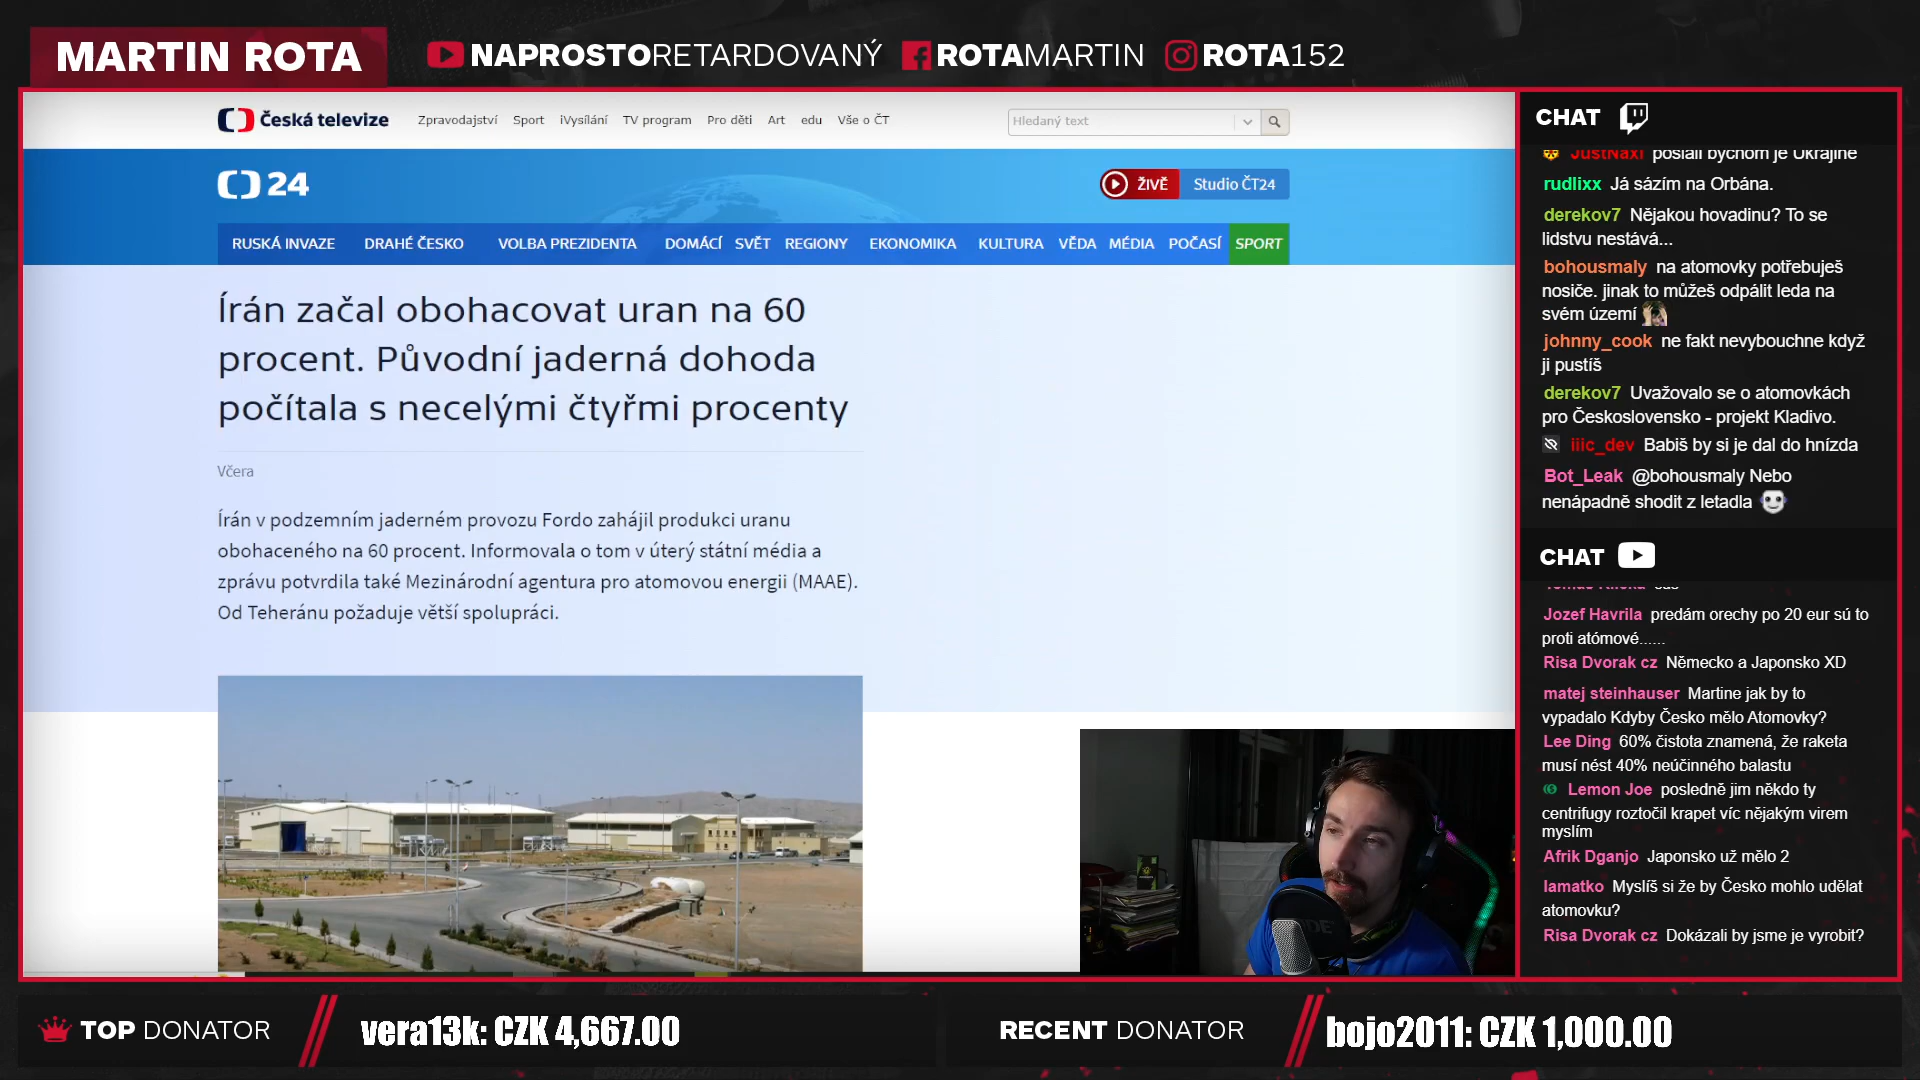 MARTIN ROTA
NAPROSTORETARDOVANÝ
ROTAMARTIN
ROTA152
Česká televize
Zpravodajství Sport iVysílání TV program Pro děti Art edu Vše o ČT
Hledaný text
24
ŽIVĚ Studio ČT24
RUSKÁ INVAZE DRAHÉ ČESKO VOLBA PREZIDENTA DOMÁCÍ SVĚT REGIONY EKONOMIKA KULTURA VĚDA MÉDIA POČASÍ SPORT
Írán začal obohacovat uran na 60
procent. Původní jaderná dohoda
počítala s necelými čtyřmi procenty
Včera
Írán v podzemním jaderném provozu Fordo zahájil produkci uranu
obohaceného na 60 procent. Informovala o tom v úterý státní média a
zprávu potvrdila také Mezinárodní agentura pro atomovou energii (MAAE).
Od Teheránu požaduje větší spolupráci.
CHAT
JustNaxi poslali bychom je Ukrajině
rudlixx Já sázím na Orbána.
derekov7 Nějakou hovadinu? To se
lidstvu nestává...
bohousmaly na atomovky potřebuješ
nosiče. jinak to můžeš odpálit leda na
svém území
johnny_cook ne fakt nevybouchne když
ji pustíš
derekov7 Uvažovalo se o atomovkách
pro Československo - projekt Kladivo.
iiic_dev Babiš by si je dal do hnízda
Bot_Leak @bohousmaly Nebo
nenápadně shodit z letadla
CHAT
Jozef Havrila predám orechy po 20 eur sú to
proti atómové......
Risa Dvorak cz Německo a Japonsko XD
matej steinhauser Martine jak by to
vypadalo Kdyby Česko mělo Atomovky?
Lee Ding 60% čistota znamená, že raketa
musí nést 40% neúčinného balastu
Lemon Joe posledně jim někdo ty
centrifugy roztočil krapet víc nějakým virem
myslím
Afrik Dganjo Japonsko už mělo 2
lamatko Myslíš si že by Česko mohlo udělat
atomovku?
Risa Dvorak cz Dokázali by jsme je vyrobit?
TOP DONATOR
vera13k: CZK 4,667.00
RECENT DONATOR
bojo2011: CZK 1,000.00